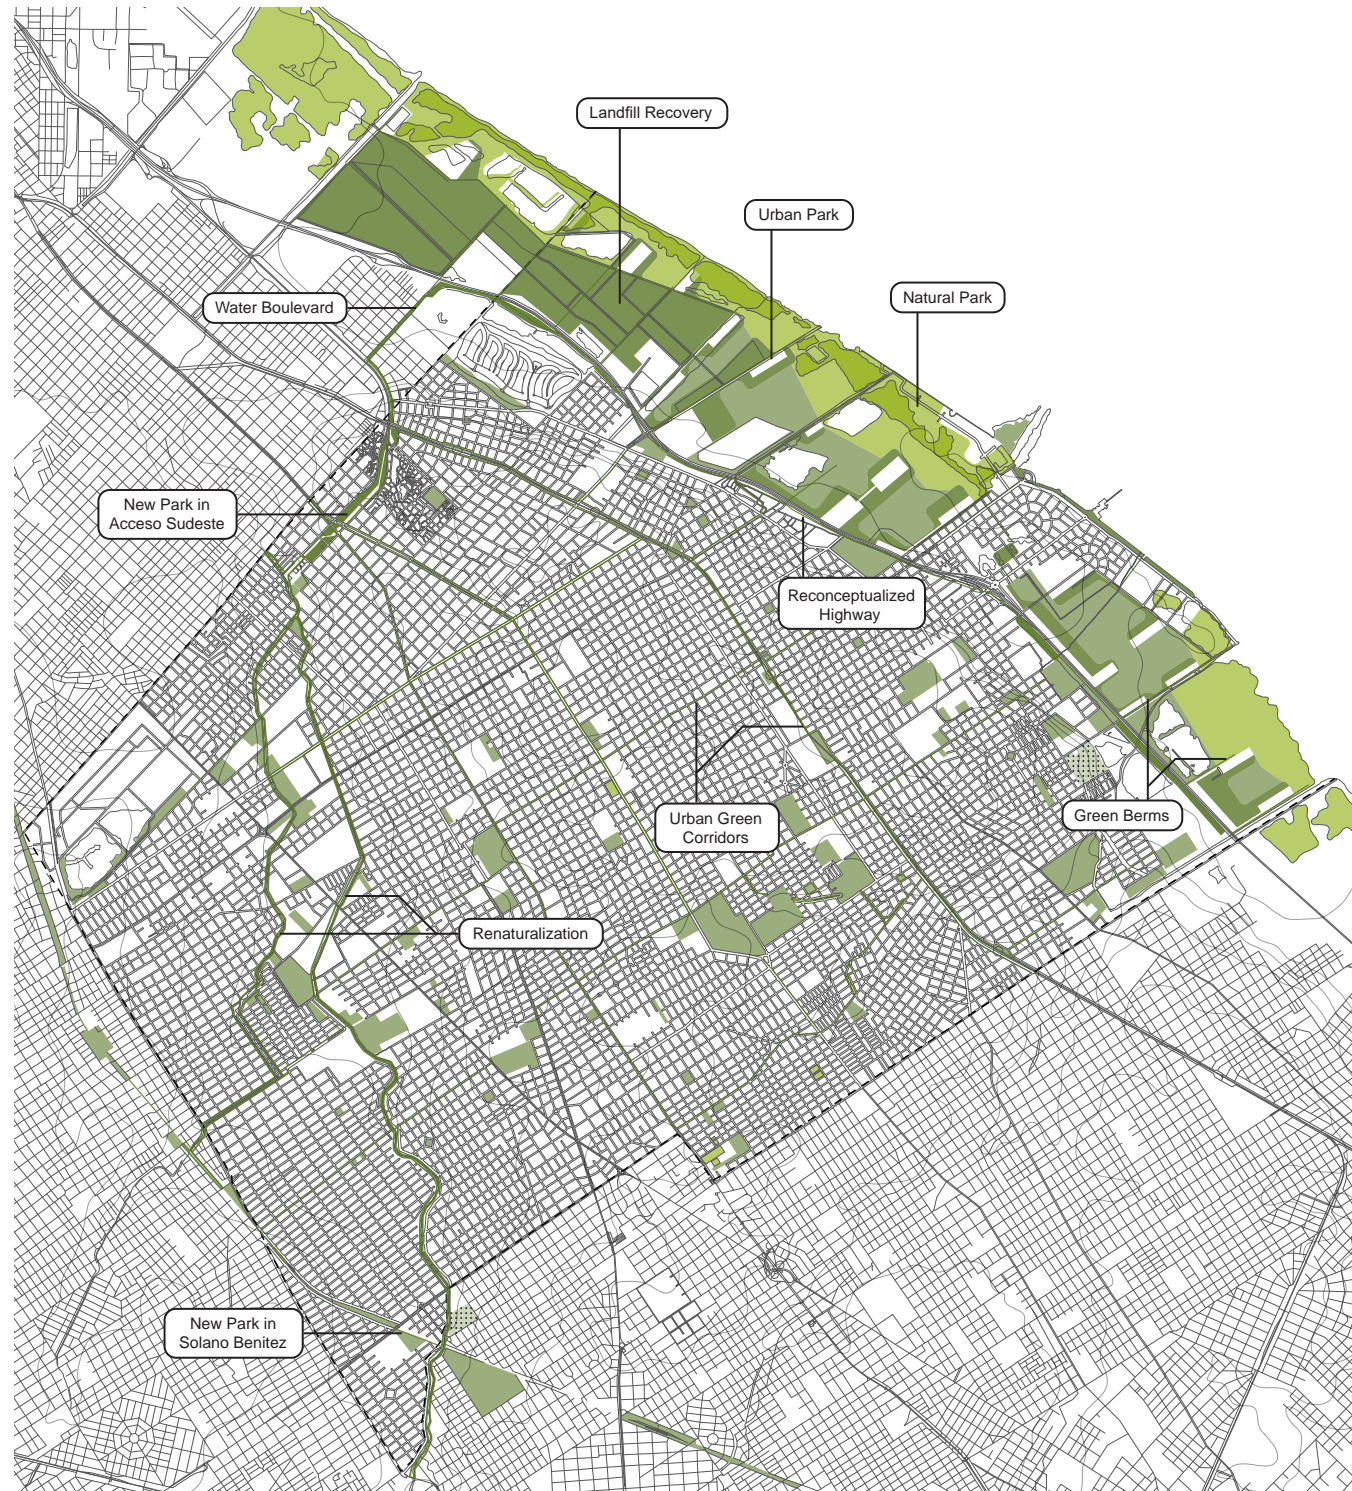 Landfill Recovery
Urban Park
Natural Park
Water Boulevard
New Park in
Acceso Sudeste
Reconceptualized
Highway
Urban Green
Corridors
Green Berms
Renaturalization
New Park in
Solano Benitez